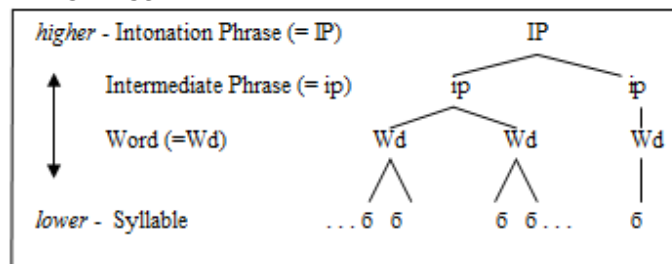 higher - Intonation Phrase (= IP) IP
Intermediate Phrase (= ip) ip ip
Word (=Wd) Wd Wd Wd
lower - Syllable ... б б б б ... б